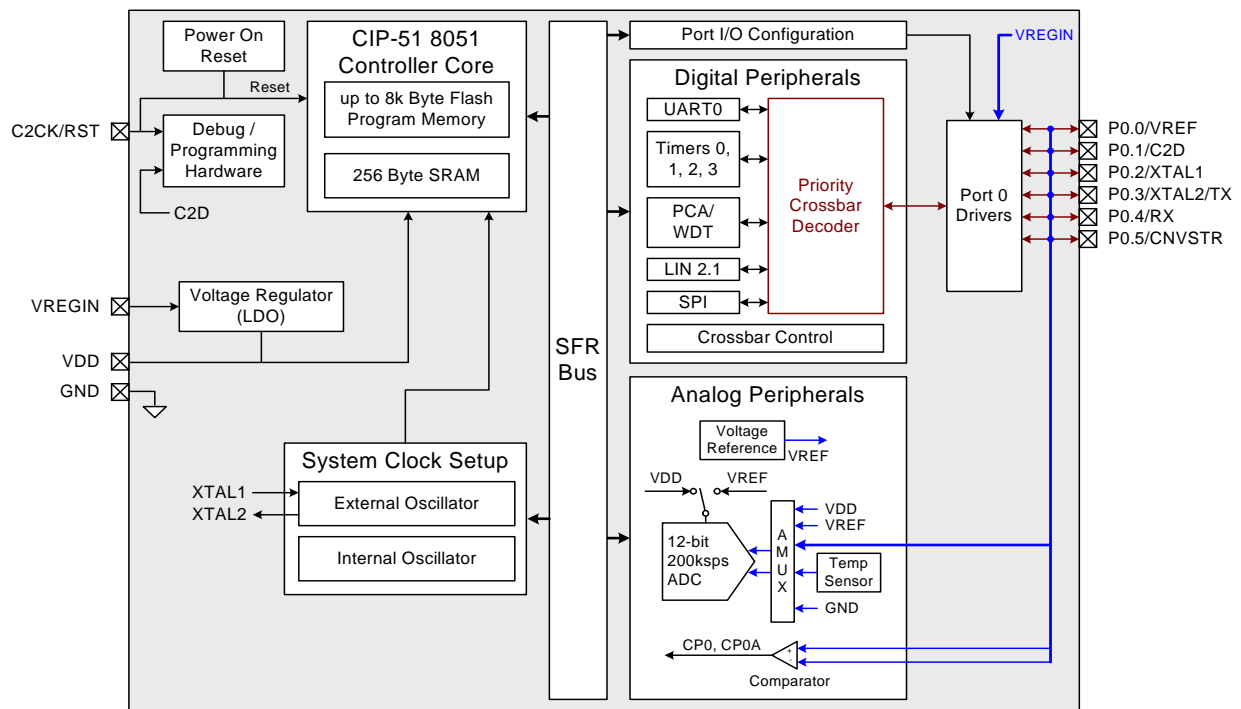 Power On
Reset
Reset
C2CK/RST
Debug /
Programming
Hardware
C2D
VREGIN
Voltage Regulator
(LDO)
VDD
GND
CIP-51 8051
Controller Core
up to 8k Byte Flash
Program Memory
256 Byte SRAM
System Clock Setup
XTAL1
XTAL2
External Oscillator
Internal Oscillator
SFR
Bus
Port I/O Configuration
Digital Peripherals
UART0
Timers 0,
1, 2, 3
PCA/
WDT
LIN 2.1
SPI
Priority
Crossbar
Decoder
Crossbar Control
VREGIN
Port 0
Drivers
P0.0/VREF
P0.1/C2D
P0.2/XTAL1
P0.3/XTAL2/TX
P0.4/RX
P0.5/CNVSTR
Analog Peripherals
Voltage
Reference
VREF
VDD
VREF
12-bit
200ksps
ADC
A
M
U
X
VDD
VREF
Temp
Sensor
GND
CP0, CP0A
+
-
Comparator